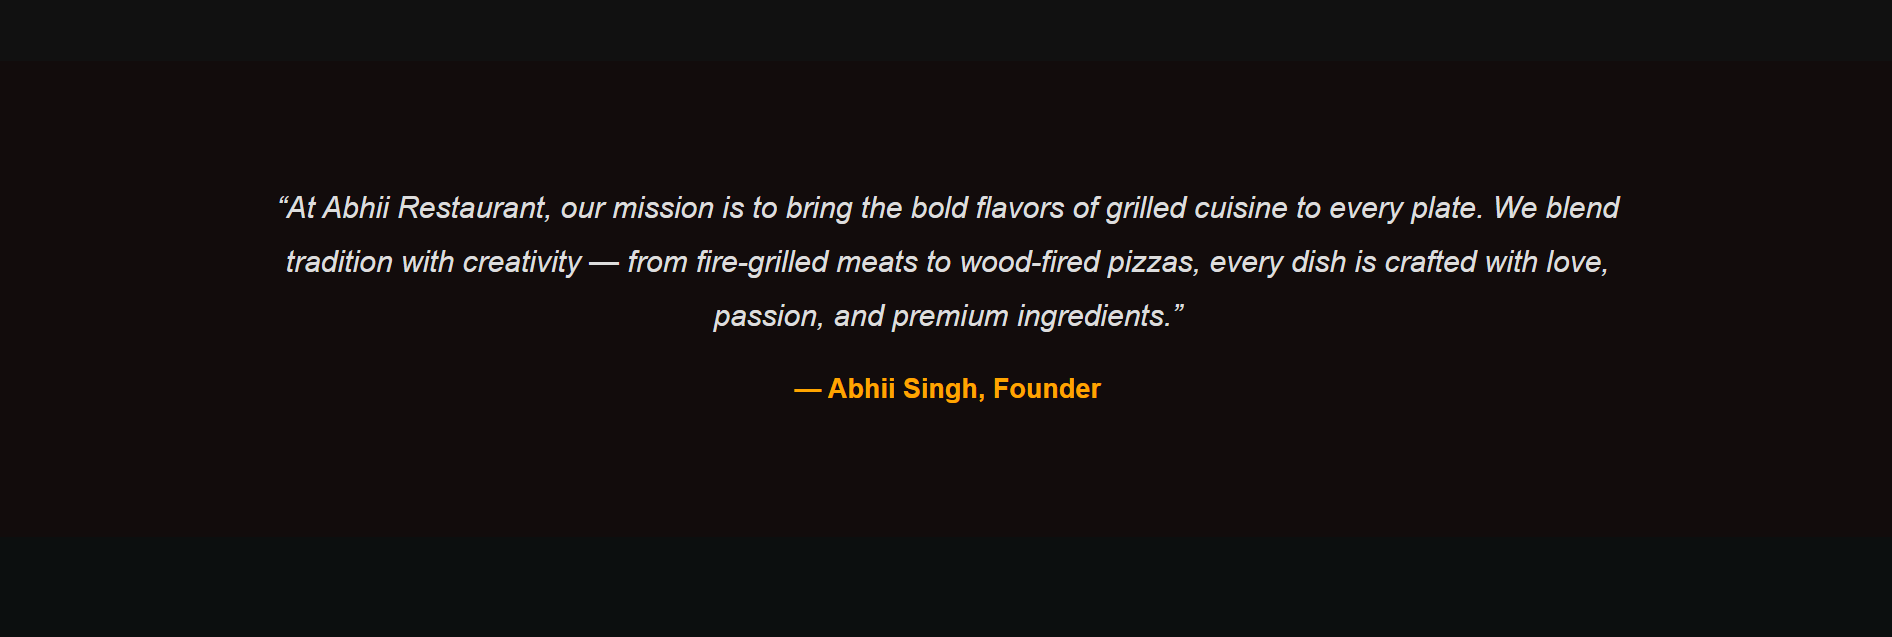 “At Abhii Restaurant, our mission is to bring the bold flavors of grilled cuisine to every plate. We blend
tradition with creativity — from fire-grilled meats to wood-fired pizzas, every dish is crafted with love,
passion, and premium ingredients.”
— Abhii Singh, Founder